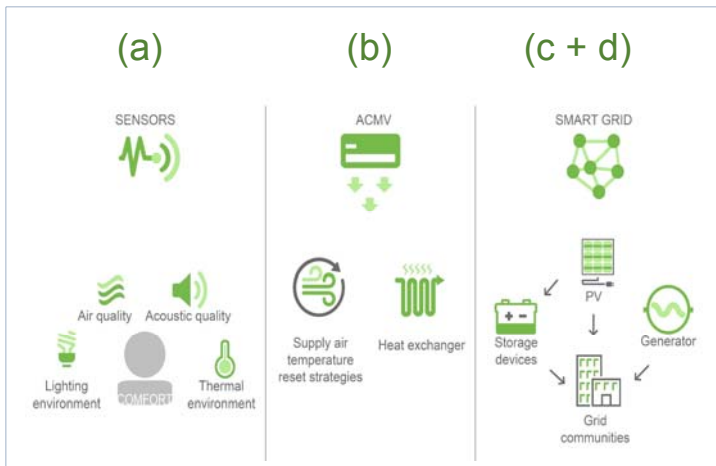 (a)
(b)
(c + d)
SENSORS
ACMV
SMART GRID
Air quality
Acoustic quality
Lighting
environment
COMFORT
Thermal
environment
Supply air
temperature
reset strategies
Heat exchanger
PV
Storage
devices
Generator
Grid
communities